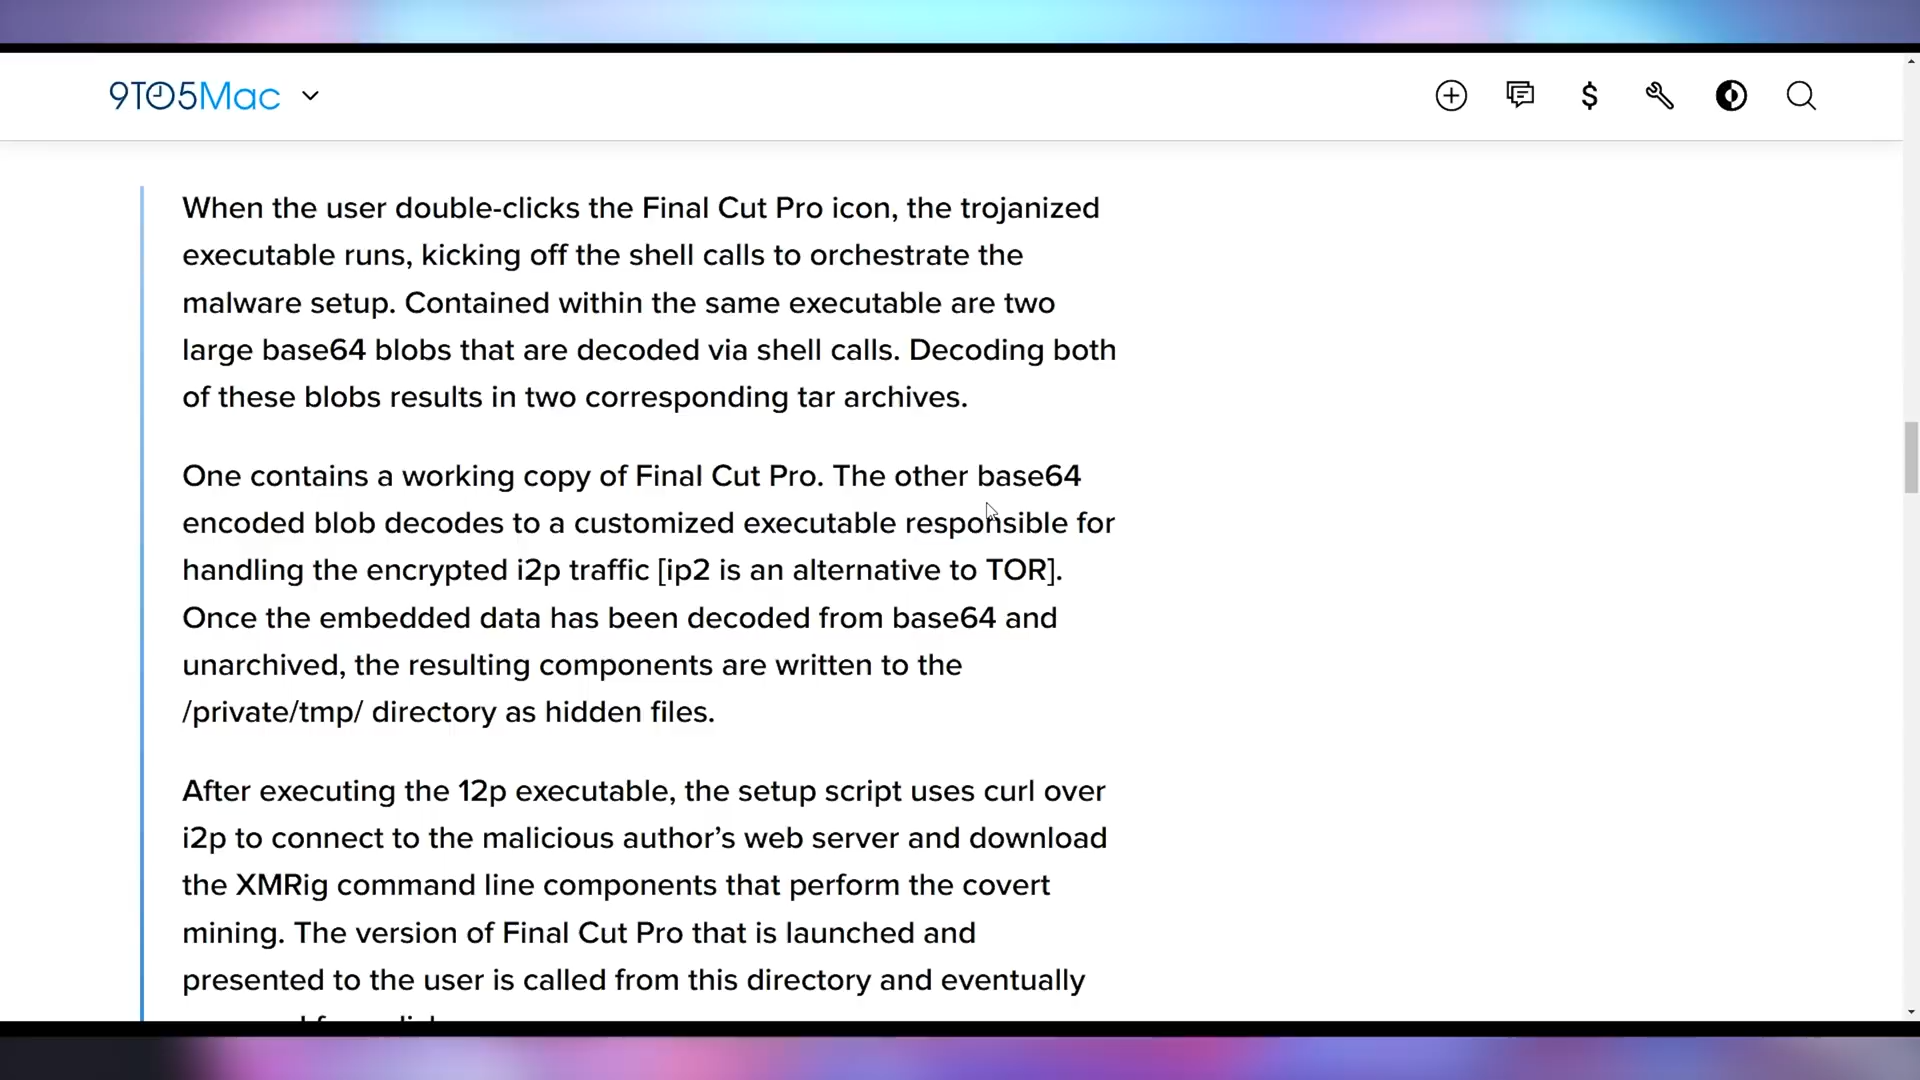 9TO5Mac
When the user double-clicks the Final Cut Pro icon, the trojanized
executable runs, kicking off the shell calls to orchestrate the
malware setup. Contained within the same executable are two
large base64 blobs that are decoded via shell calls. Decoding both
of these blobs results in two corresponding tar archives.
One contains a working copy of Final Cut Pro. The other base64
encoded blob decodes to a customized executable responsible for
handling the encrypted i2p traffic [ip2 is an alternative to TOR].
Once the embedded data has been decoded from base64 and
unarchived, the resulting components are written to the
/private/tmp/ directory as hidden files.
After executing the 12p executable, the setup script uses curl over
i2p to connect to the malicious author’s web server and download
the XMRig command line components that perform the covert
mining. The version of Final Cut Pro that is launched and
presented to the user is called from this directory and eventually